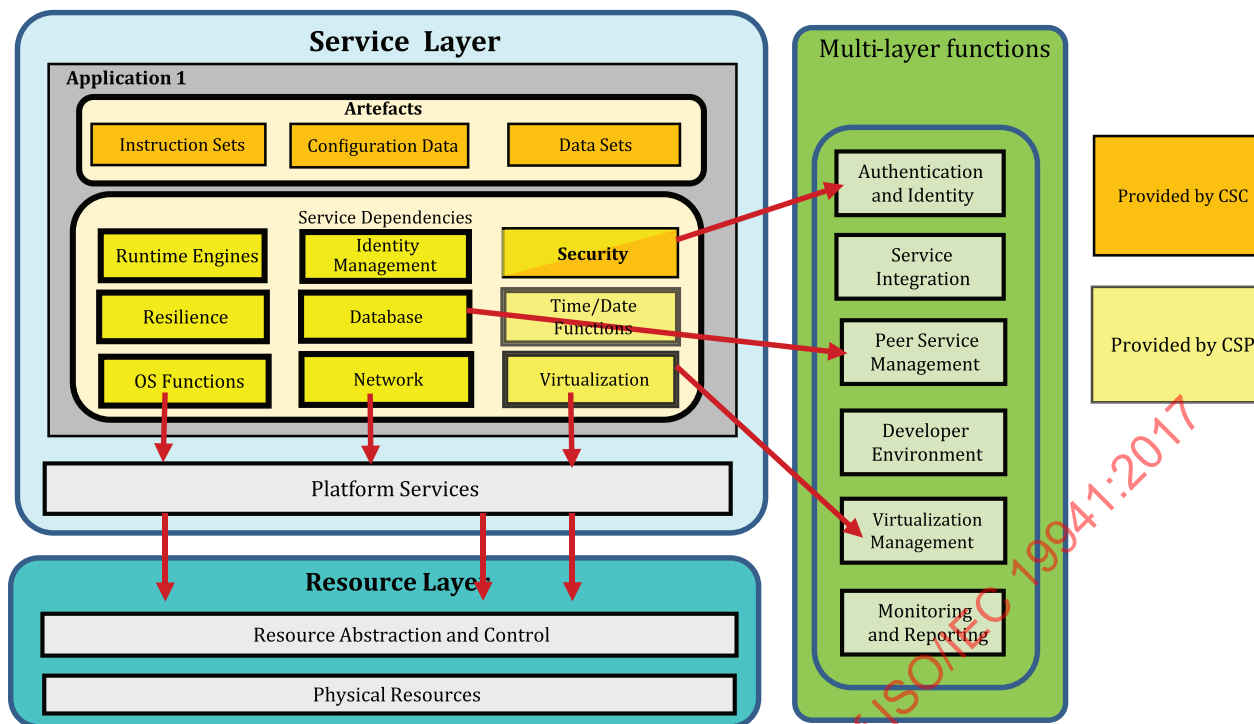 Service Layer
Application 1
Artefacts
Instruction Sets
Configuration Data
Data Sets
Service Dependencies
Runtime Engines
Identity
Management
Security
Resilience
Database
Time/Date
Functions
OS Functions
Network
Virtualization
Platform Services
Resource Layer
Resource Abstraction and Control
Physical Resources
Multi-layer functions
Authentication
and Identity
Service
Integration
Peer Service
Management
Developer
Environment
Virtualization
Management
Monitoring
and Reporting
Provided by CSC
Provided by CSP
ISO/IEC 19941:2017